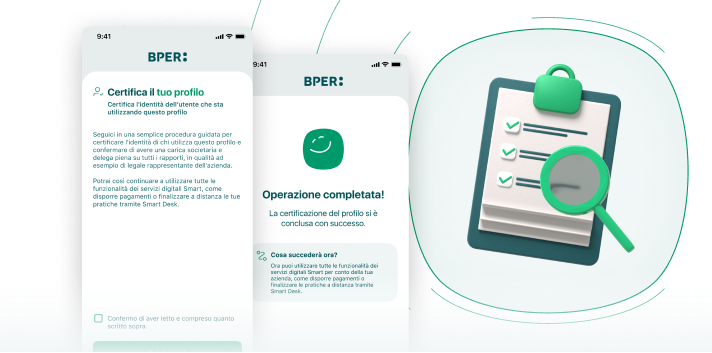 9:41
BPER:
Certifica il tuo profilo
Certifica l'identità dell'utente che sta
utilizzando questo profilo
Seguici in una semplice procedura guidata per
certificare l'identità di chi utilizza questo profilo e
confermare di avere una carica societaria e
delega piena su tutti i rapporti, in qualità ad
esempio di legale rappresentante dell'azienda.
Potrai così continuare a utilizzare tutte le
funzionalità dei servizi digitali Smart, come
disporre pagamenti o finalizzare a distanza le tue
pratiche tramite Smart Desk.
Confermo di aver letto e compreso quanto
scritto sopra.
9:41
BPER:
Operazione completata!
La certificazione del profilo si è
conclusa con successo.
Cosa succederà ora?
Ora puoi utilizzare tutte le funzionalità dei
servizi digitali Smart per conto della tua
azienda, come disporre pagamenti o
finalizzare le pratiche a distanza tramite
Smart Desk.